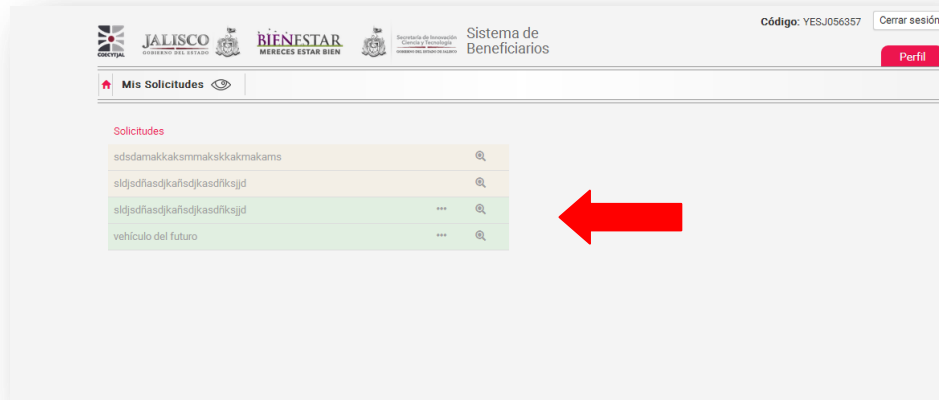 Código: YESJ056357 Cerrar sesión
COECYTJAL
JALISCO
GOBIERNO DEL ESTADO
BIENESTAR
MERECES ESTAR BIEN
Secretaría de Innovación
Ciencia y Tecnología
GOBIERNO DEL ESTADO DE JALISCO
Sistema de
Beneficiarios
Perfil
Mis Solicitudes
Solicitudes
sdsdamakkaksmmakskkakmakams
sldjsdñasdjkañsdjkasdñksjjd
sldjsdñasdjkañsdjkasdñksjjd ...
vehículo del futuro ...